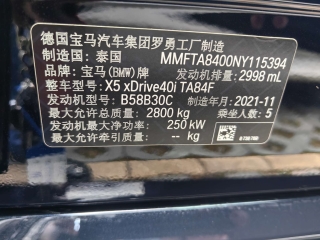 德国宝马汽车集团罗勇工厂制造
制造国：泰国 MMFTA8400NY115394
品牌：宝马(BMW)牌 发动机排量：2998 mL
整车型号：X5 xDrive40i TA84F
发动机型号：B58B30C 制造年月：2021-11
最大允许总质量：2800 kg 乘坐人数：5
发动机最大净功率：250 kW
最大允许牵引质量：-- kg